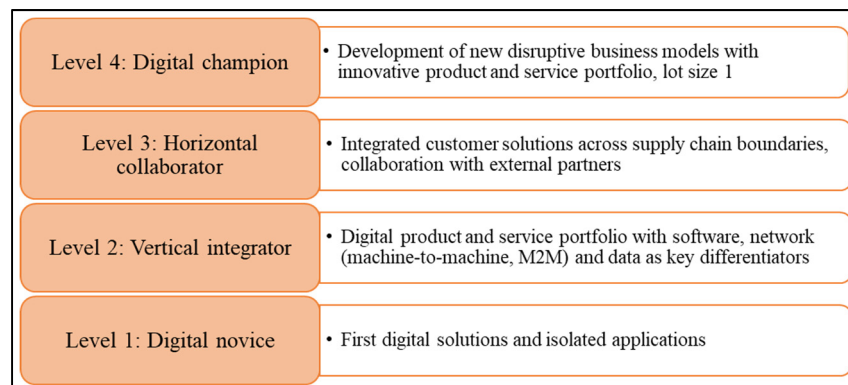 Level 4: Digital champion
• Development of new disruptive business models with
innovative product and service portfolio, lot size 1
Level 3: Horizontal
collaborator
• Integrated customer solutions across supply chain boundaries,
collaboration with external partners
Level 2: Vertical integrator
• Digital product and service portfolio with software, network
(machine-to-machine, M2M) and data as key differentiators
Level 1: Digital novice
• First digital solutions and isolated applications